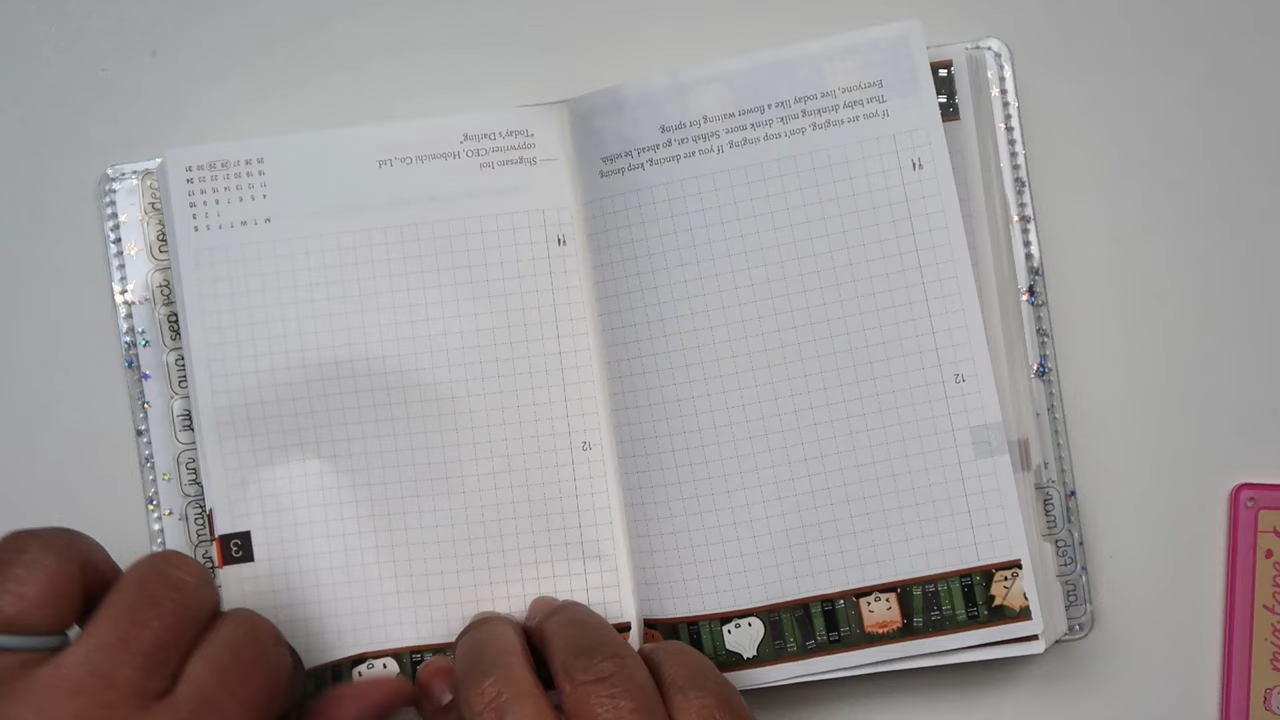 If you are singing, don't stop singing. If you are dancing, keep dancing.
That baby drinking milk: drink more. Selfish cat, go ahead, be selfish.
Everyone, live today like a flower waiting for spring.
12
Shigesato Itoi
copywriter/CEO, Hobonichi Co., Ltd.
"Today's Darling"
M T W T F S S
1 2 3
4 5 6 7 8 9 10
11 12 13 14 15 16 17
18 19 20 21 22 23 24
25 26 27 28 29 30 31
12
3
jan
feb
mar
apr
may
jun
jul
aug
sep
oct
nov
dec